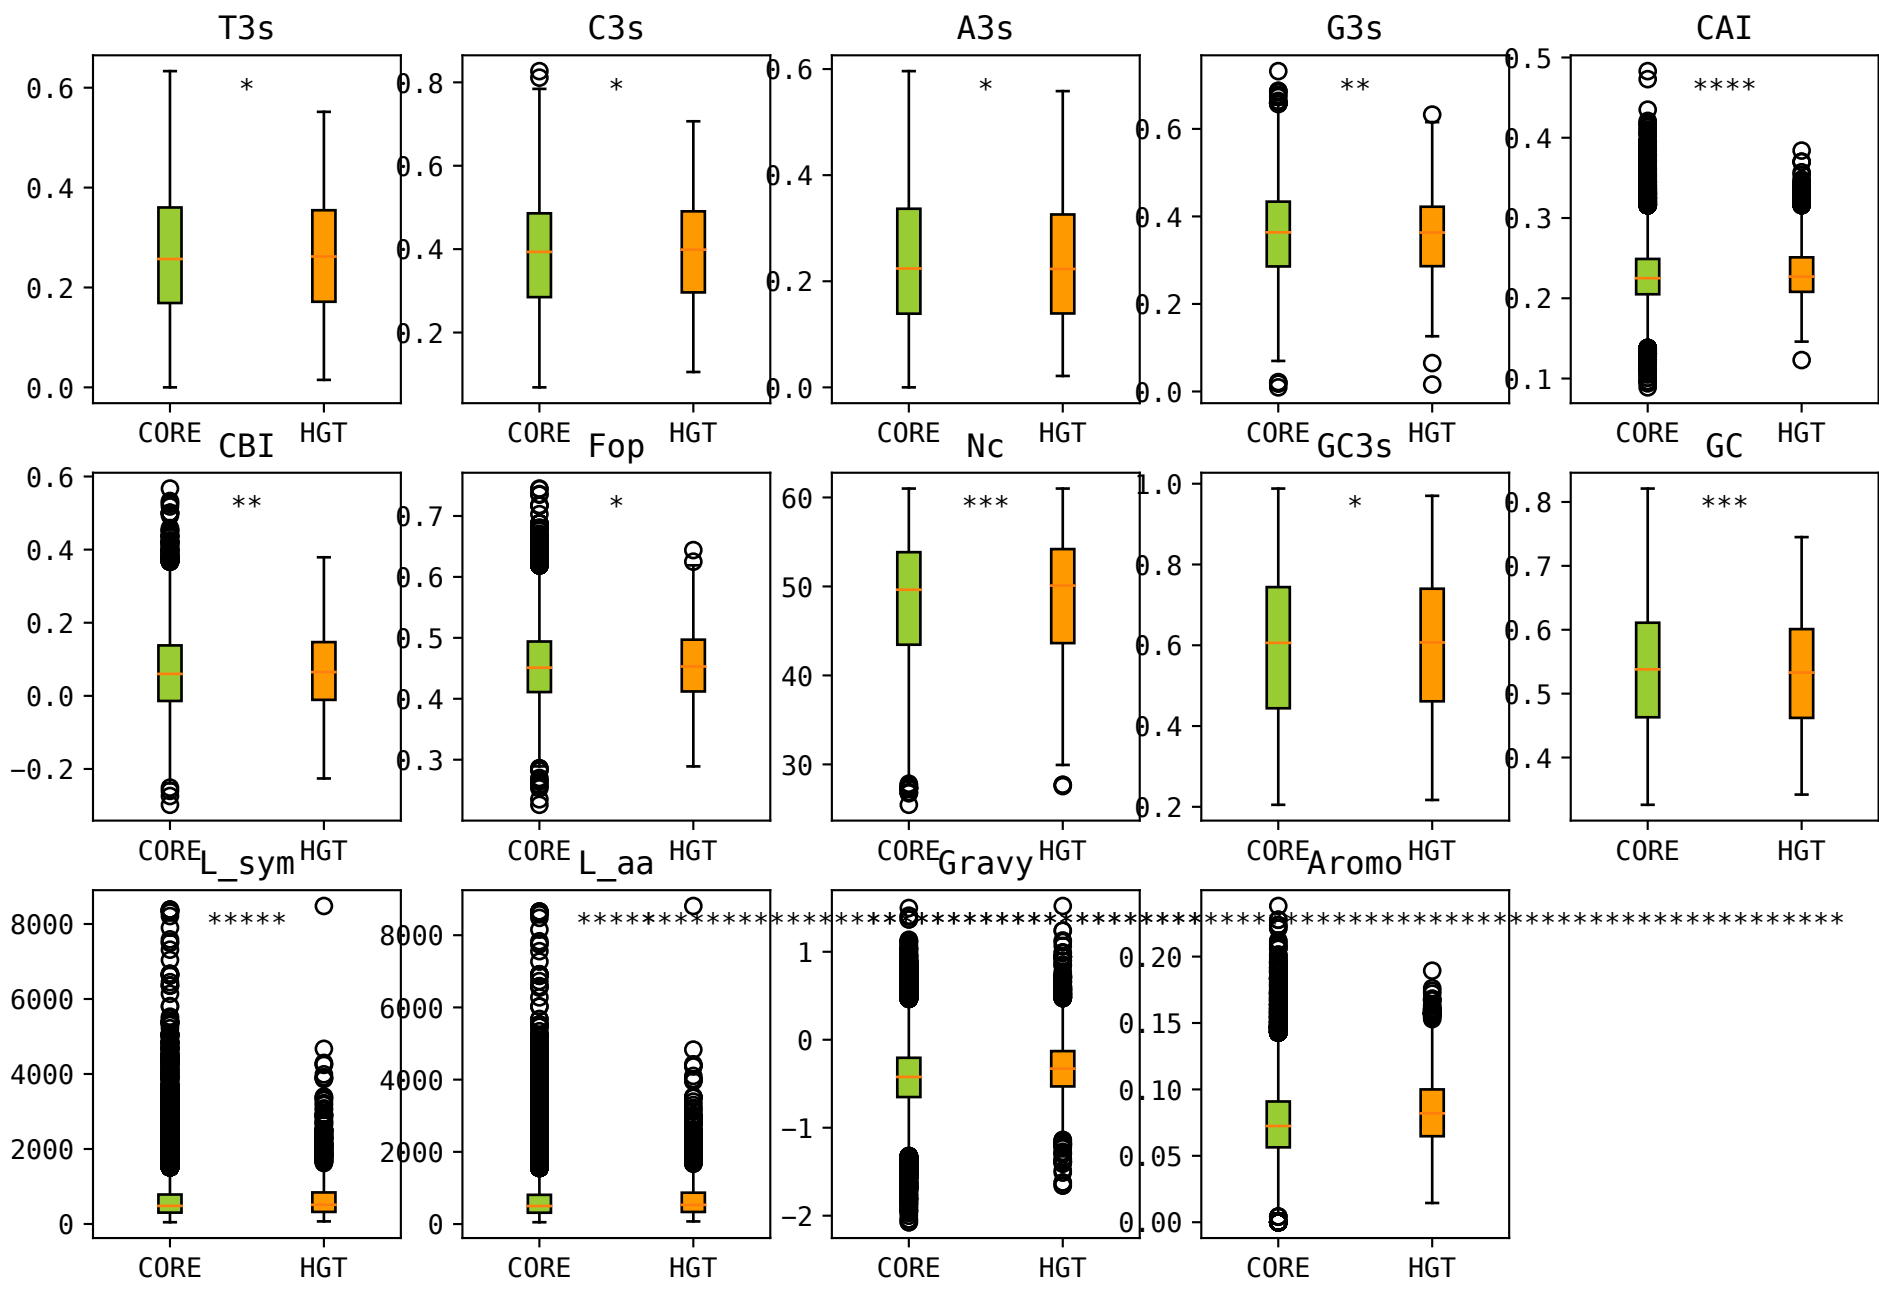 T3s
C3s
A3s
G3s
CAI
0.6
0.4
0.2
0.0
*
CORE HGT
0.8
0.6
0.4
0.2
*
CORE HGT
0.6
0.4
0.2
0.0
*
CORE HGT
0.6
0.4
0.2
0.0
**
CORE HGT
0.5
0.4
0.3
0.2
0.1
****
CORE HGT
CBI
Fop
Nc
GC3s
GC
0.6
0.4
0.2
0.0
−0.2
**
CORE HGT
0.7
0.6
0.5
0.4
0.3
*
CORE HGT
60
50
40
30
***
CORE HGT
1.0
0.8
0.6
0.4
0.2
*
CORE HGT
0.8
0.7
0.6
0.5
0.4
***
CORE HGT
L_sym
L_aa
Gravy
Aromo
8000
6000
4000
2000
0
*****
CORE HGT
8000
6000
4000
2000
0
CORE HGT
1
0
−1
−2
CORE HGT
0.20
0.15
0.10
0.05
0.00
CORE HGT